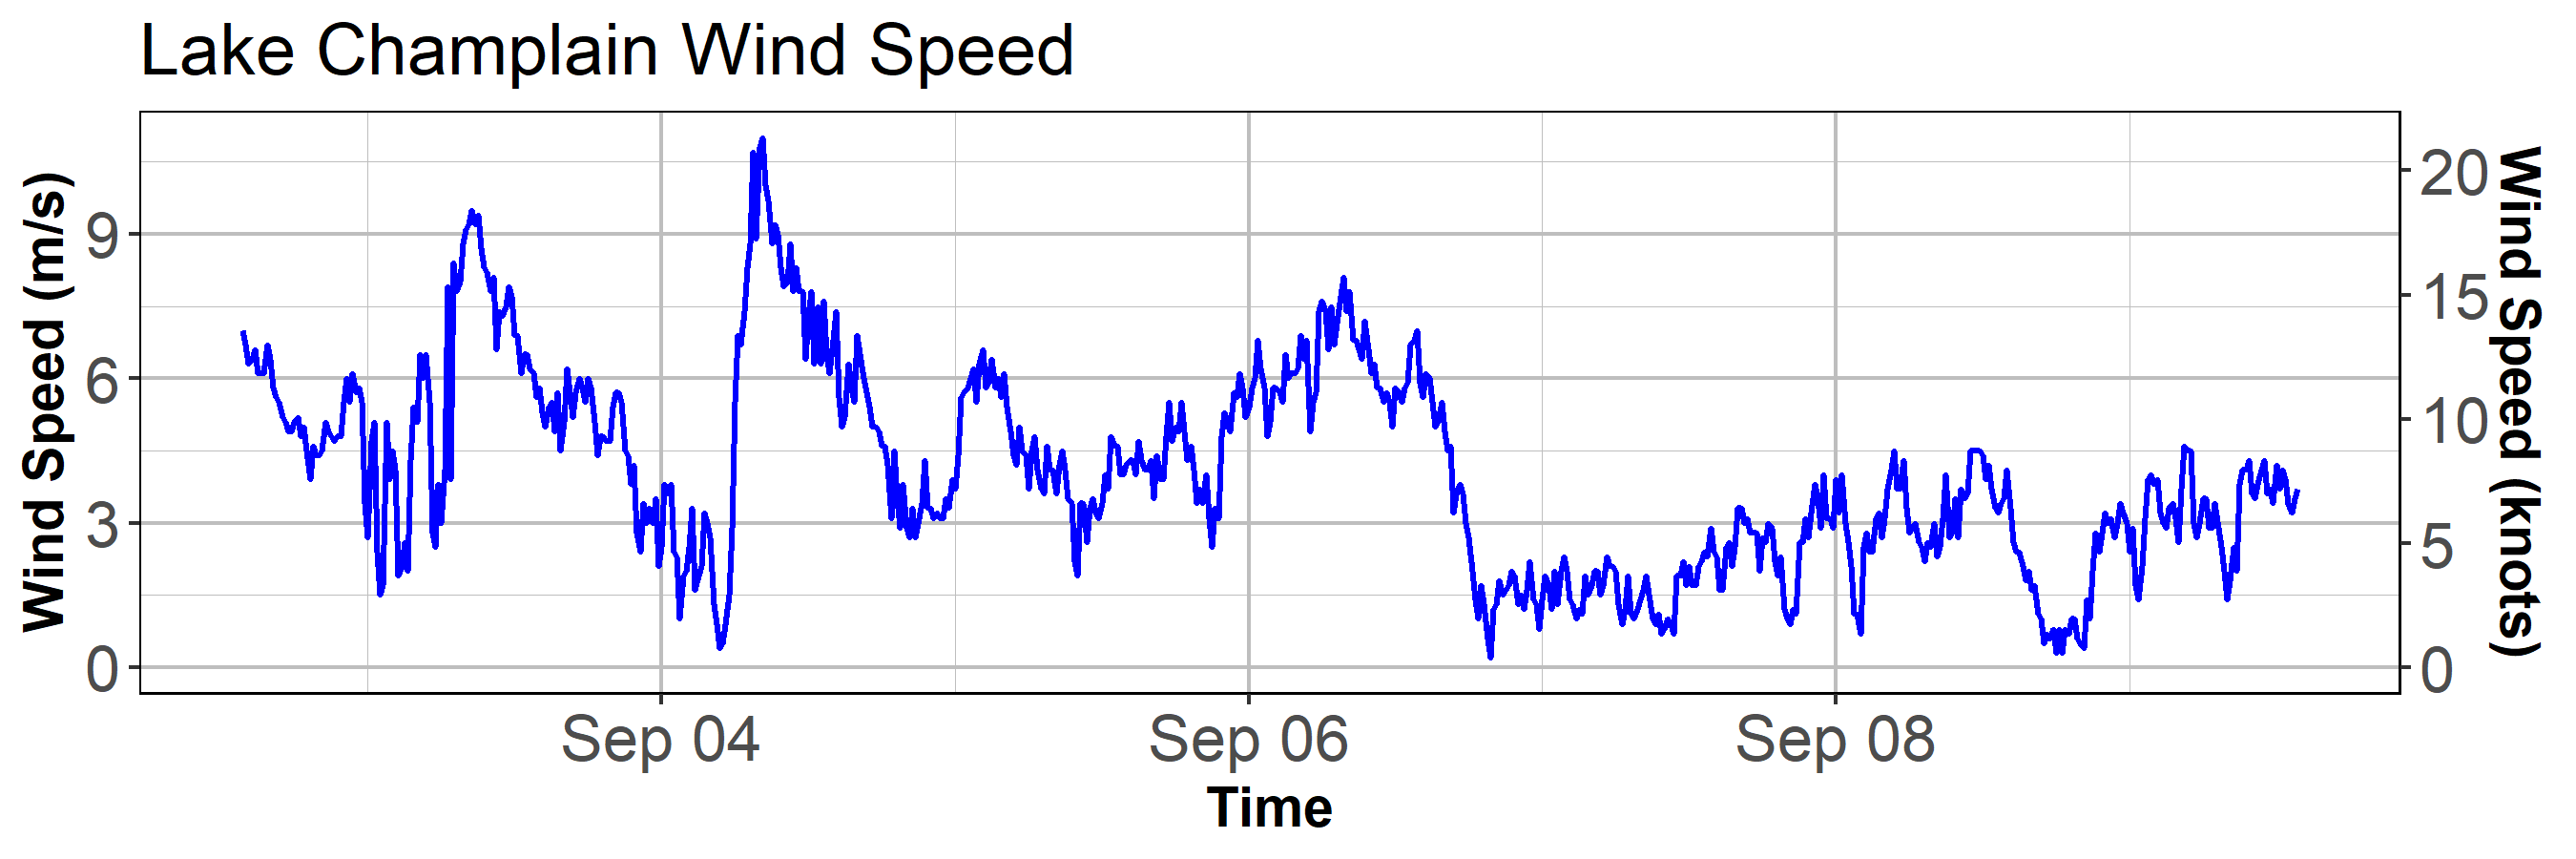 Lake Champlain Wind Speed
Wind Speed (m/s)
9
6
3
0
20
15
10
5
0
Wind Speed (knots)
Sep 04 Sep 06 Sep 08
Time